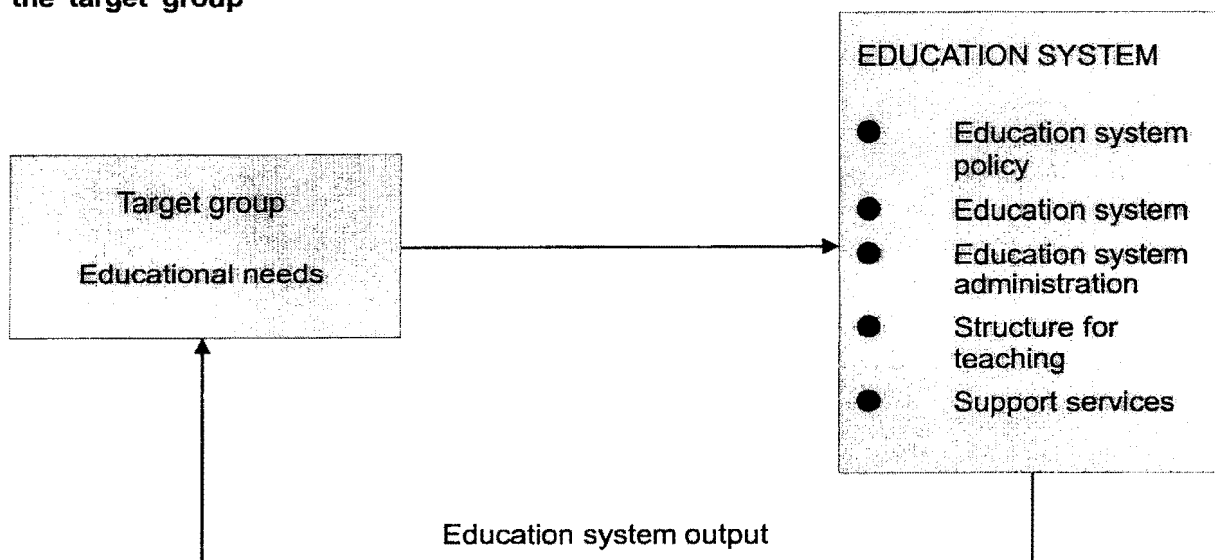 the target group
EDUCATION SYSTEM
● Education system
policy
● Education system
● Education system
administration
● Structure for
teaching
● Support services
Target group
Educational needs
Education system output